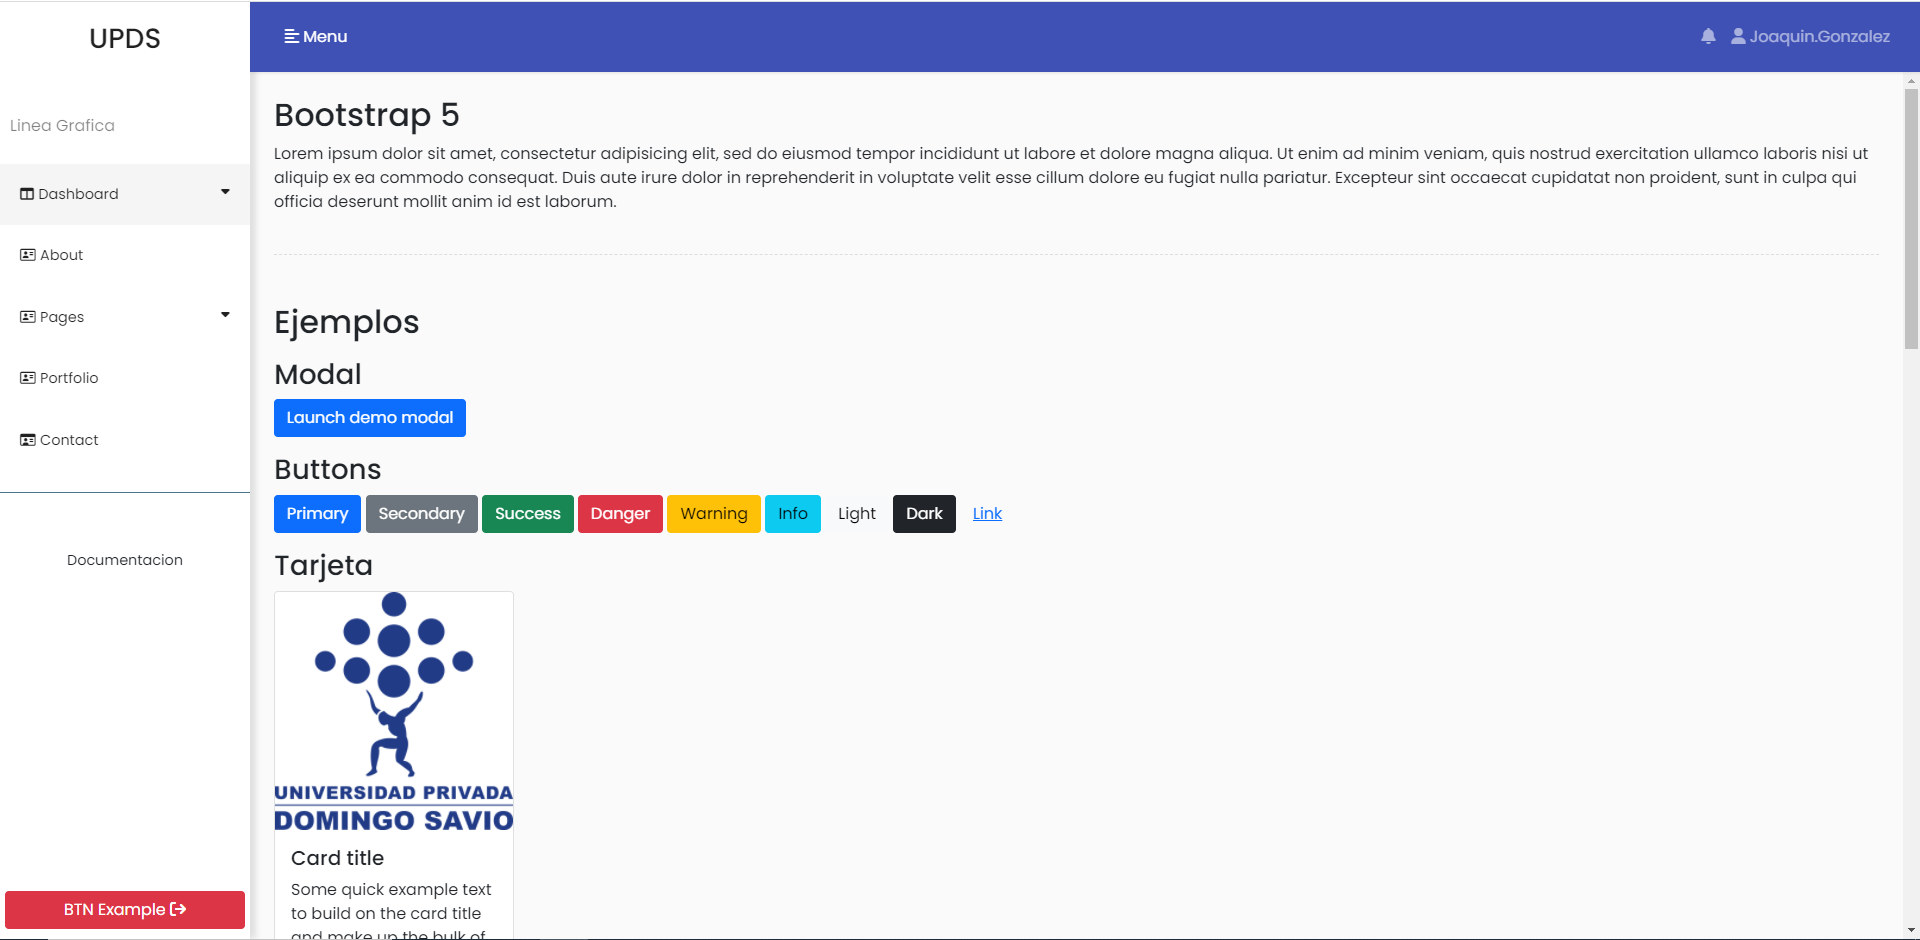 UPDS
Linea Grafica
Dashboard
About
Pages
Portfolio
Contact
Documentacion
BTN Example
Menu
Joaquin.Gonzalez
Bootstrap 5
Lorem ipsum dolor sit amet, consectetur adipisicing elit, sed do eiusmod tempor incididunt ut labore et dolore magna aliqua. Ut enim ad minim veniam, quis nostrud exercitation ullamco laboris nisi ut
aliquip ex ea commodo consequat. Duis aute irure dolor in reprehenderit in voluptate velit esse cillum dolore eu fugiat nulla pariatur. Excepteur sint occaecat cupidatat non proident, sunt in culpa qui
officia deserunt mollit anim id est laborum.
Ejemplos
Modal
Launch demo modal
Buttons
Primary Secondary Success Danger Warning Info Light Dark Link
Tarjeta
UNIVERSIDAD PRIVADA
DOMINGO SAVIO
Card title
Some quick example text
to build on the card title
and make up the bulk of